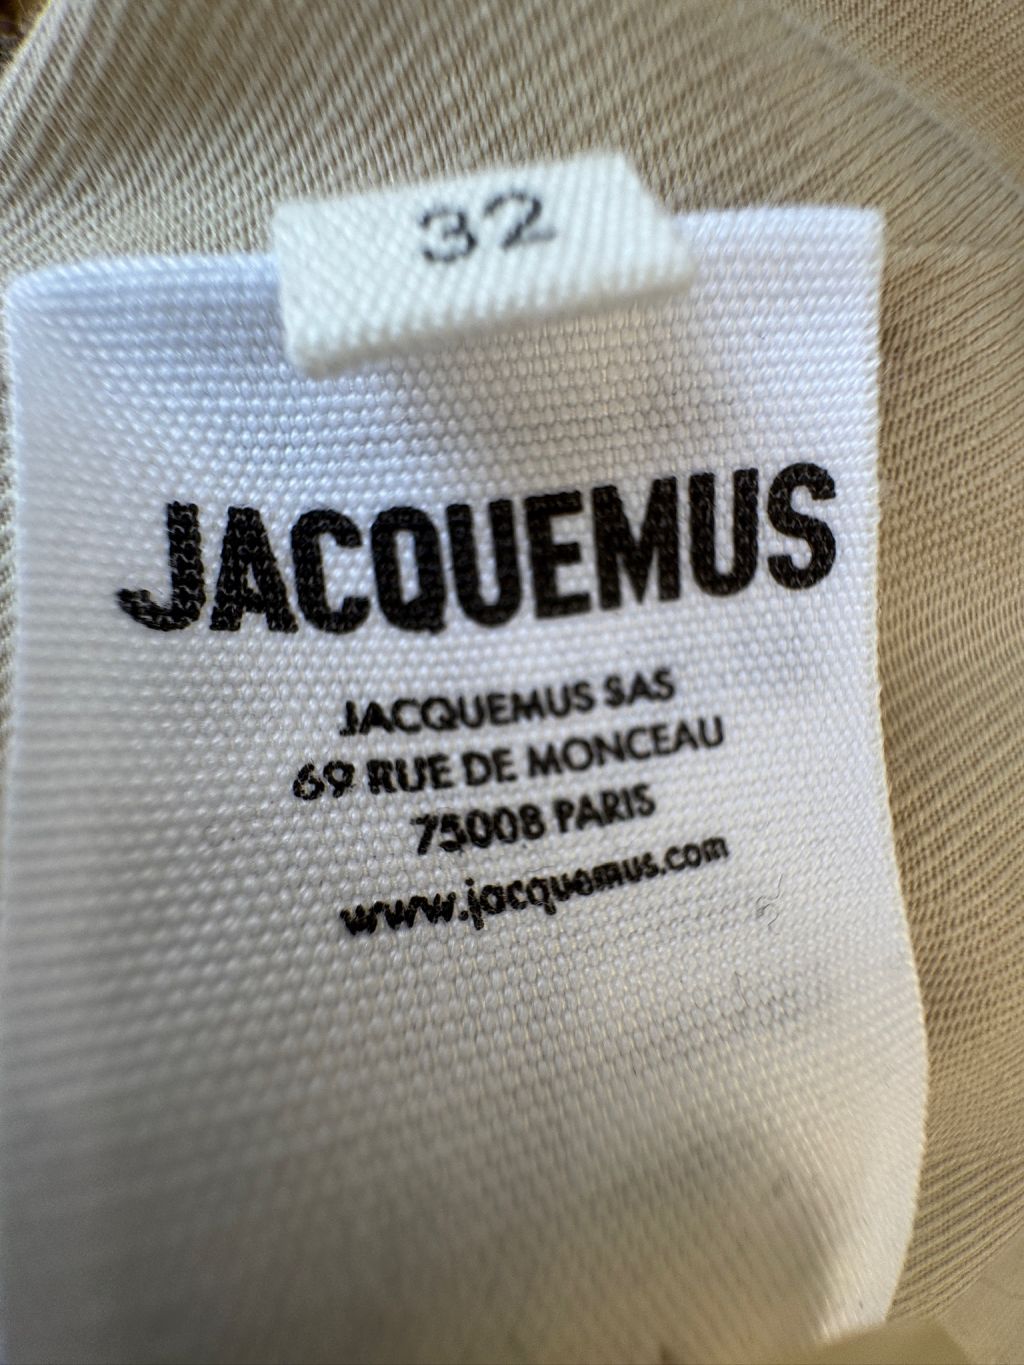 32
JACQUEMUS
JACQUEMUS SAS
69 RUE DE MONCEAU
75008 PARIS
www.jacquemus.com